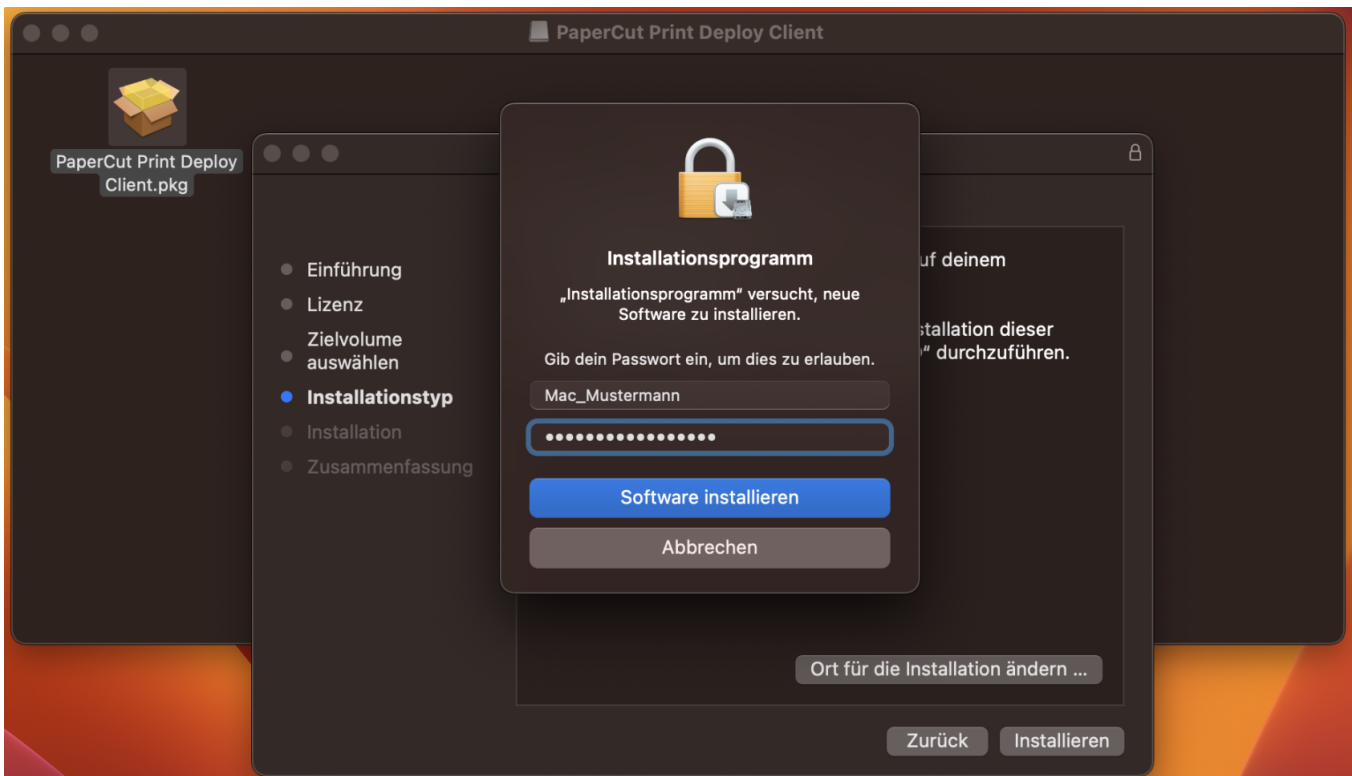 PaperCut Print Deploy Client
PaperCut Print Deploy
Client.pkg
Einführung
Lizenz
Zielvolume
auswählen
Installationstyp
Installation
Zusammenfassung
Installationsprogramm
„Installationsprogramm“ versucht, neue
Software zu installieren.
Gib dein Passwort ein, um dies zu erlauben.
Mac_Mustermann
•••••••••••••••••
Software installieren
Abbrechen
deinem
dieser
durchzuführen.
Ort für die Installation ändern ...
Zurück
Installieren